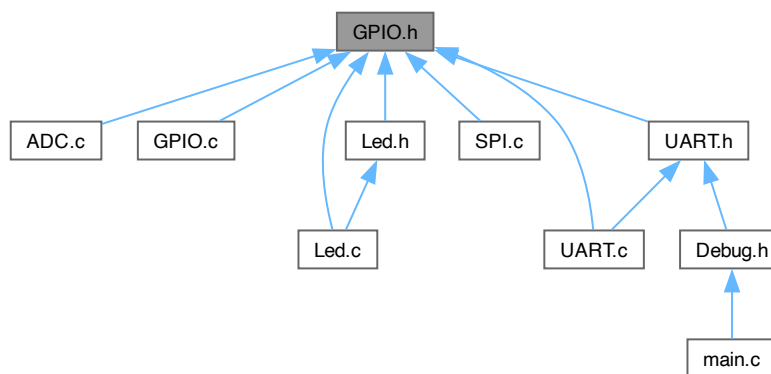 GPIO.h
ADC.c
GPIO.c
Led.h
SPI.c
UART.h
Led.c
UART.c
Debug.h
main.c